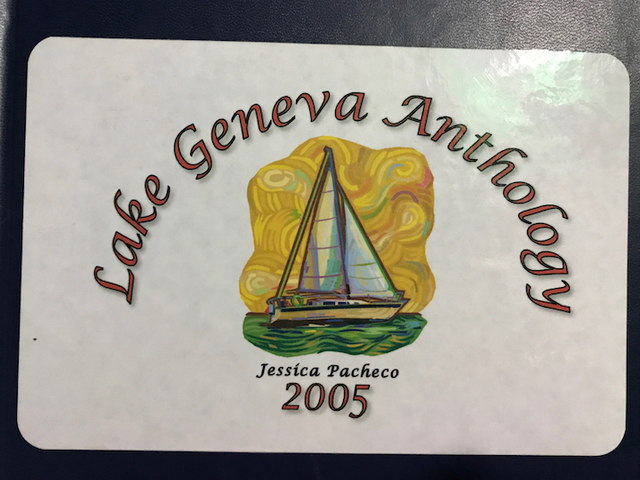 Lake Geneva Anthology
Jessica Pacheco
2005